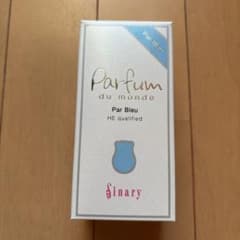 Parfum
du monde
Par Bleu
HE qualified
Sinary